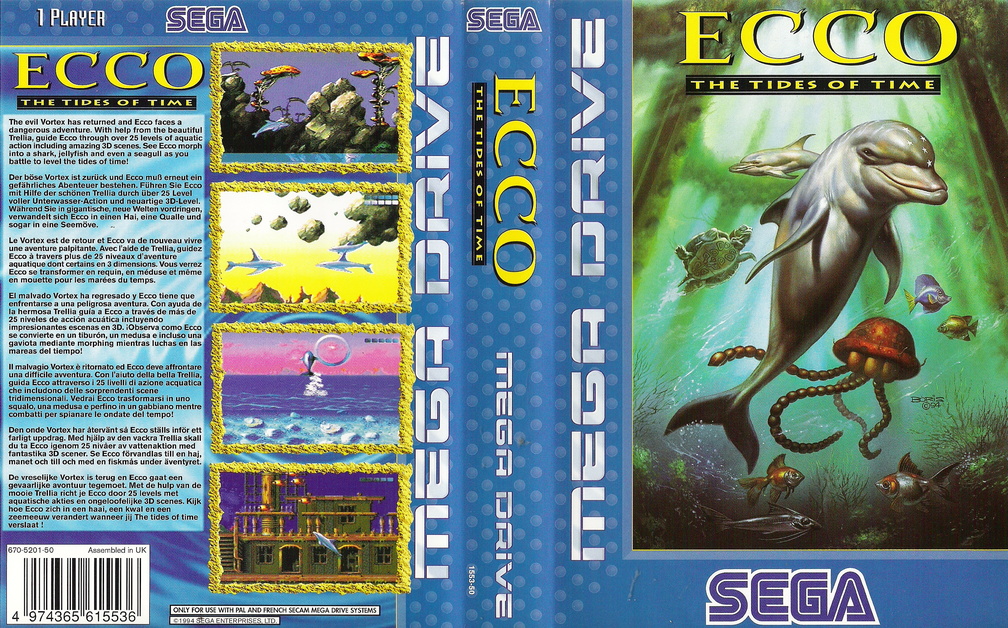 1 PLAYER
SEGA
ECCO
THE TIDES OF TIME
The evil Vortex has returned and Ecco faces a
dangerous adventure. With help from the beautiful
Trellia, guide Ecco through over 25 levels of aquatic
action including amazing 3D scenes. See Ecco morph
into a shark, jellyfish and even a seagull as you
battle to level the tides of time!
Der böse Vortex ist zurück und Ecco muß erneut ein
gefährliches Abenteuer bestehen. Führen Sie Ecco
mit Hilfe der schönen Trellia durch über 25 Level
voller Unterwasser-Action und neuartige 3D-Level.
Während Sie in gigantische, neue Welten vordringen,
verwandelt sich Ecco in einen Hai, eine Qualle und
sogar in eine Seemöve.
Le Vortex est de retour et Ecco va de nouveau vivre
une aventure palpitante. Avec l'aide de Trellia, guidez
Ecco à travers plus de 25 niveaux d'aventure
aquatique dont certains en 3 dimensions. Vous verrez
Ecco se transformer en requin, en méduse et même
en mouette pour les marées du temps.
El malvado Vortex ha regresado y Ecco tiene que
enfrentarse a una peligrosa aventura. Con ayuda de
la hermosa Trellia guía a Ecco a través de más de
25 niveles de acción acuática incluyendo
impresionantes escenas en 3D. ¡Observa como Ecco
se convierte en un tiburón, un medusa e incluso una
gaviota mediante morphing mientras luchas en las
mareas del tiempo!
Il malvagio Vortex è ritornato ed Ecco deve affrontare
una difficile avventura. Con l'aiuto della bella Trellia,
guida Ecco attraverso i 25 livelli di azione acquatica
che includono delle sorprendenti scene
tridimensionali. Vedrai Ecco trasformarsi in uno
squalo, una medusa e perfino in un gabbiano mentre
combatti per spianare le ondate del tempo!
Den onde Vortex har återvänt så Ecco ställs inför ett
farligt uppdrag. Med hjälp av den vackra Trellia skall
du ta Ecco igenom 25 nivåer av vattenaktion med
fantastika 3D scener. Se Ecco förvandlas till en haj,
manet och till och med en fiskmås under äventyret.
De vreselijke Vortex is terug en Ecco gaat een
gevaarlijke avontuur tegemoet. Met de hulp van de
mooie Trellia richt je Ecco door 25 levels met
aquatische akties en ongeloofelijke 3D scenes. Kijk
hoe Ecco zich in een haai, een kwal en een
zeemeeuw verandert wanneer jij The tides of time
verslaat !
670-5201-50
Assembled in UK
4 974365 615536
ONLY FOR USE WITH PAL AND FRENCH SECAM MEGA DRIVE SYSTEMS
©1994 SEGA ENTERPRISES, LTD.
MEGA DRIVE
SEGA
ECCO
THE TIDES OF TIME
MEGA DRIVE
1553-50
MEGA DRIVE
ECCO
THE TIDES OF TIME
BORIS
©94
SEGA